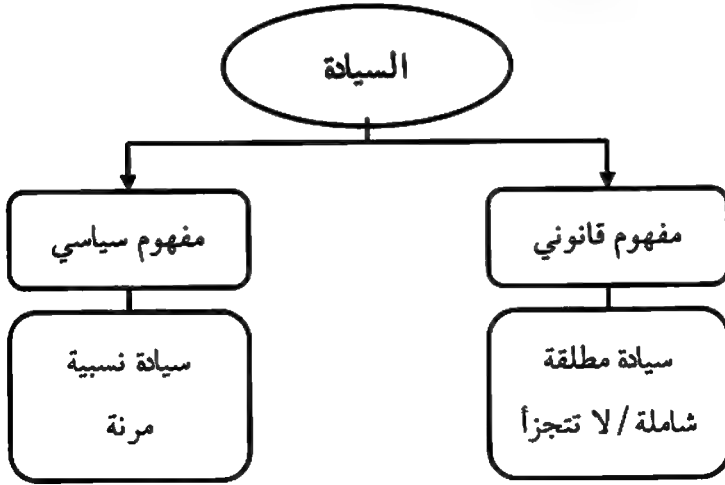 السيادة
مفهوم قانوني
مفهوم سياسي
سيادة مطلقة
شاملة / لا تتجزأ
سيادة نسبية
مرنة